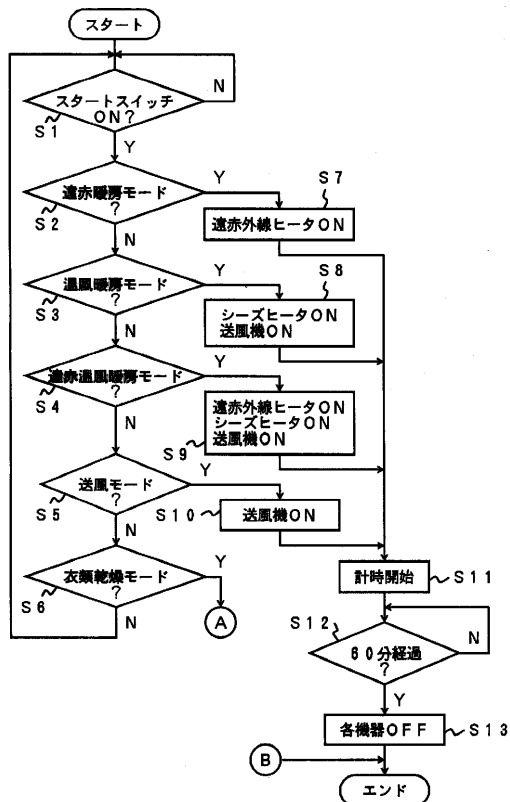 スタート
N
スタートスイッチ
ON?
S1
Y
遠赤暖房モード
?
S2
Y
S7
遠赤外線ヒータON
N
温風暖房モード
?
S3
Y
S8
シーズヒータON
送風機ON
N
遠赤温風暖房モード
?
S4
Y
遠赤外線ヒータON
シーズヒータON
送風機ON
S9
N
送風モード
?
S5
Y
S10
送風機ON
N
衣類乾燥モード
?
S6
Y
A
N
計時開始
S11
S12
60分経過
?
N
Y
各機器OFF
S13
B
エンド